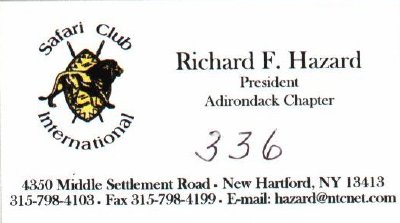 Safari Club
International
Richard F. Hazard
President
Adirondack Chapter
336
4350 Middle Settlement Road • New Hartford, NY 13413
315-798-4103 • Fax 315-798-4199 • E-mail: hazard@ntcnet.com